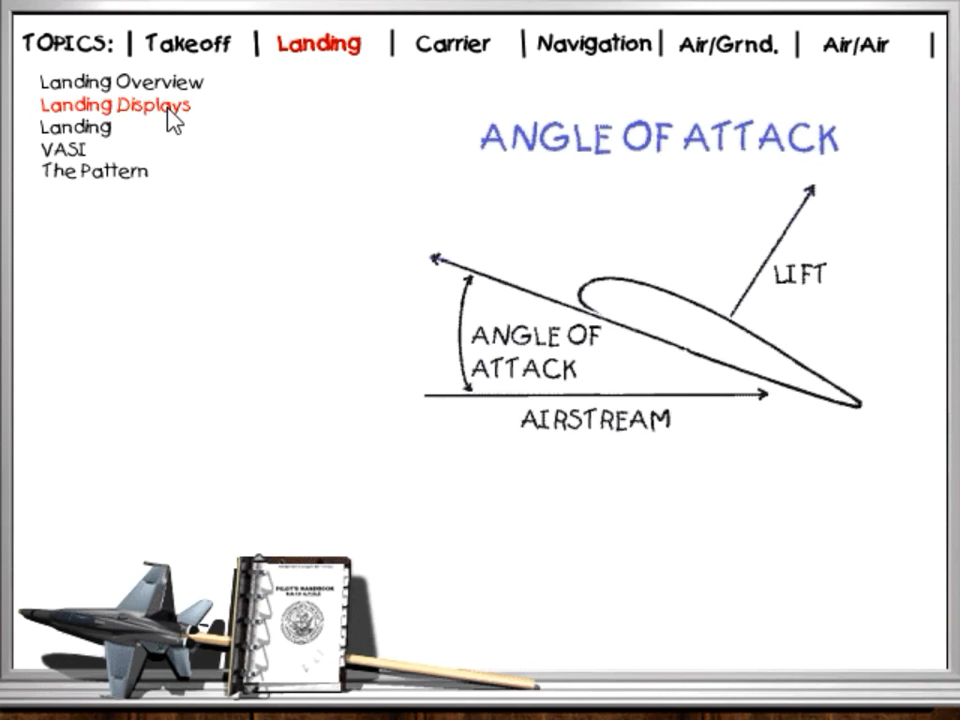 TOPICS: | Takeoff | Landing | Carrier | Navigation | Air/Grnd. | Air/Air |
Landing Overview
Landing Displays
Landing
VASI
The Pattern
ANGLE OF ATTACK
LIFT
ANGLE OF
ATTACK
AIRSTREAM
PILOT'S HANDBOOK